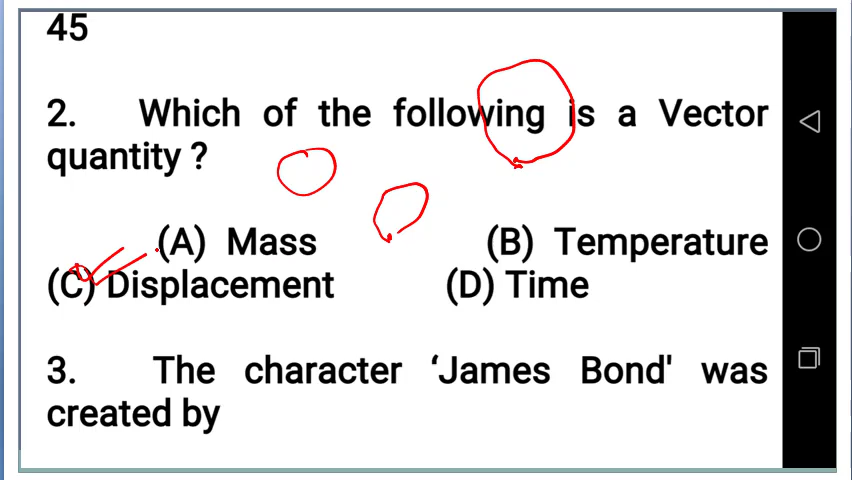 45
2. Which of the following is a Vector
quantity ?
(A) Mass (B) Temperature
(C) Displacement (D) Time
3. The character ‘James Bond' was
created by